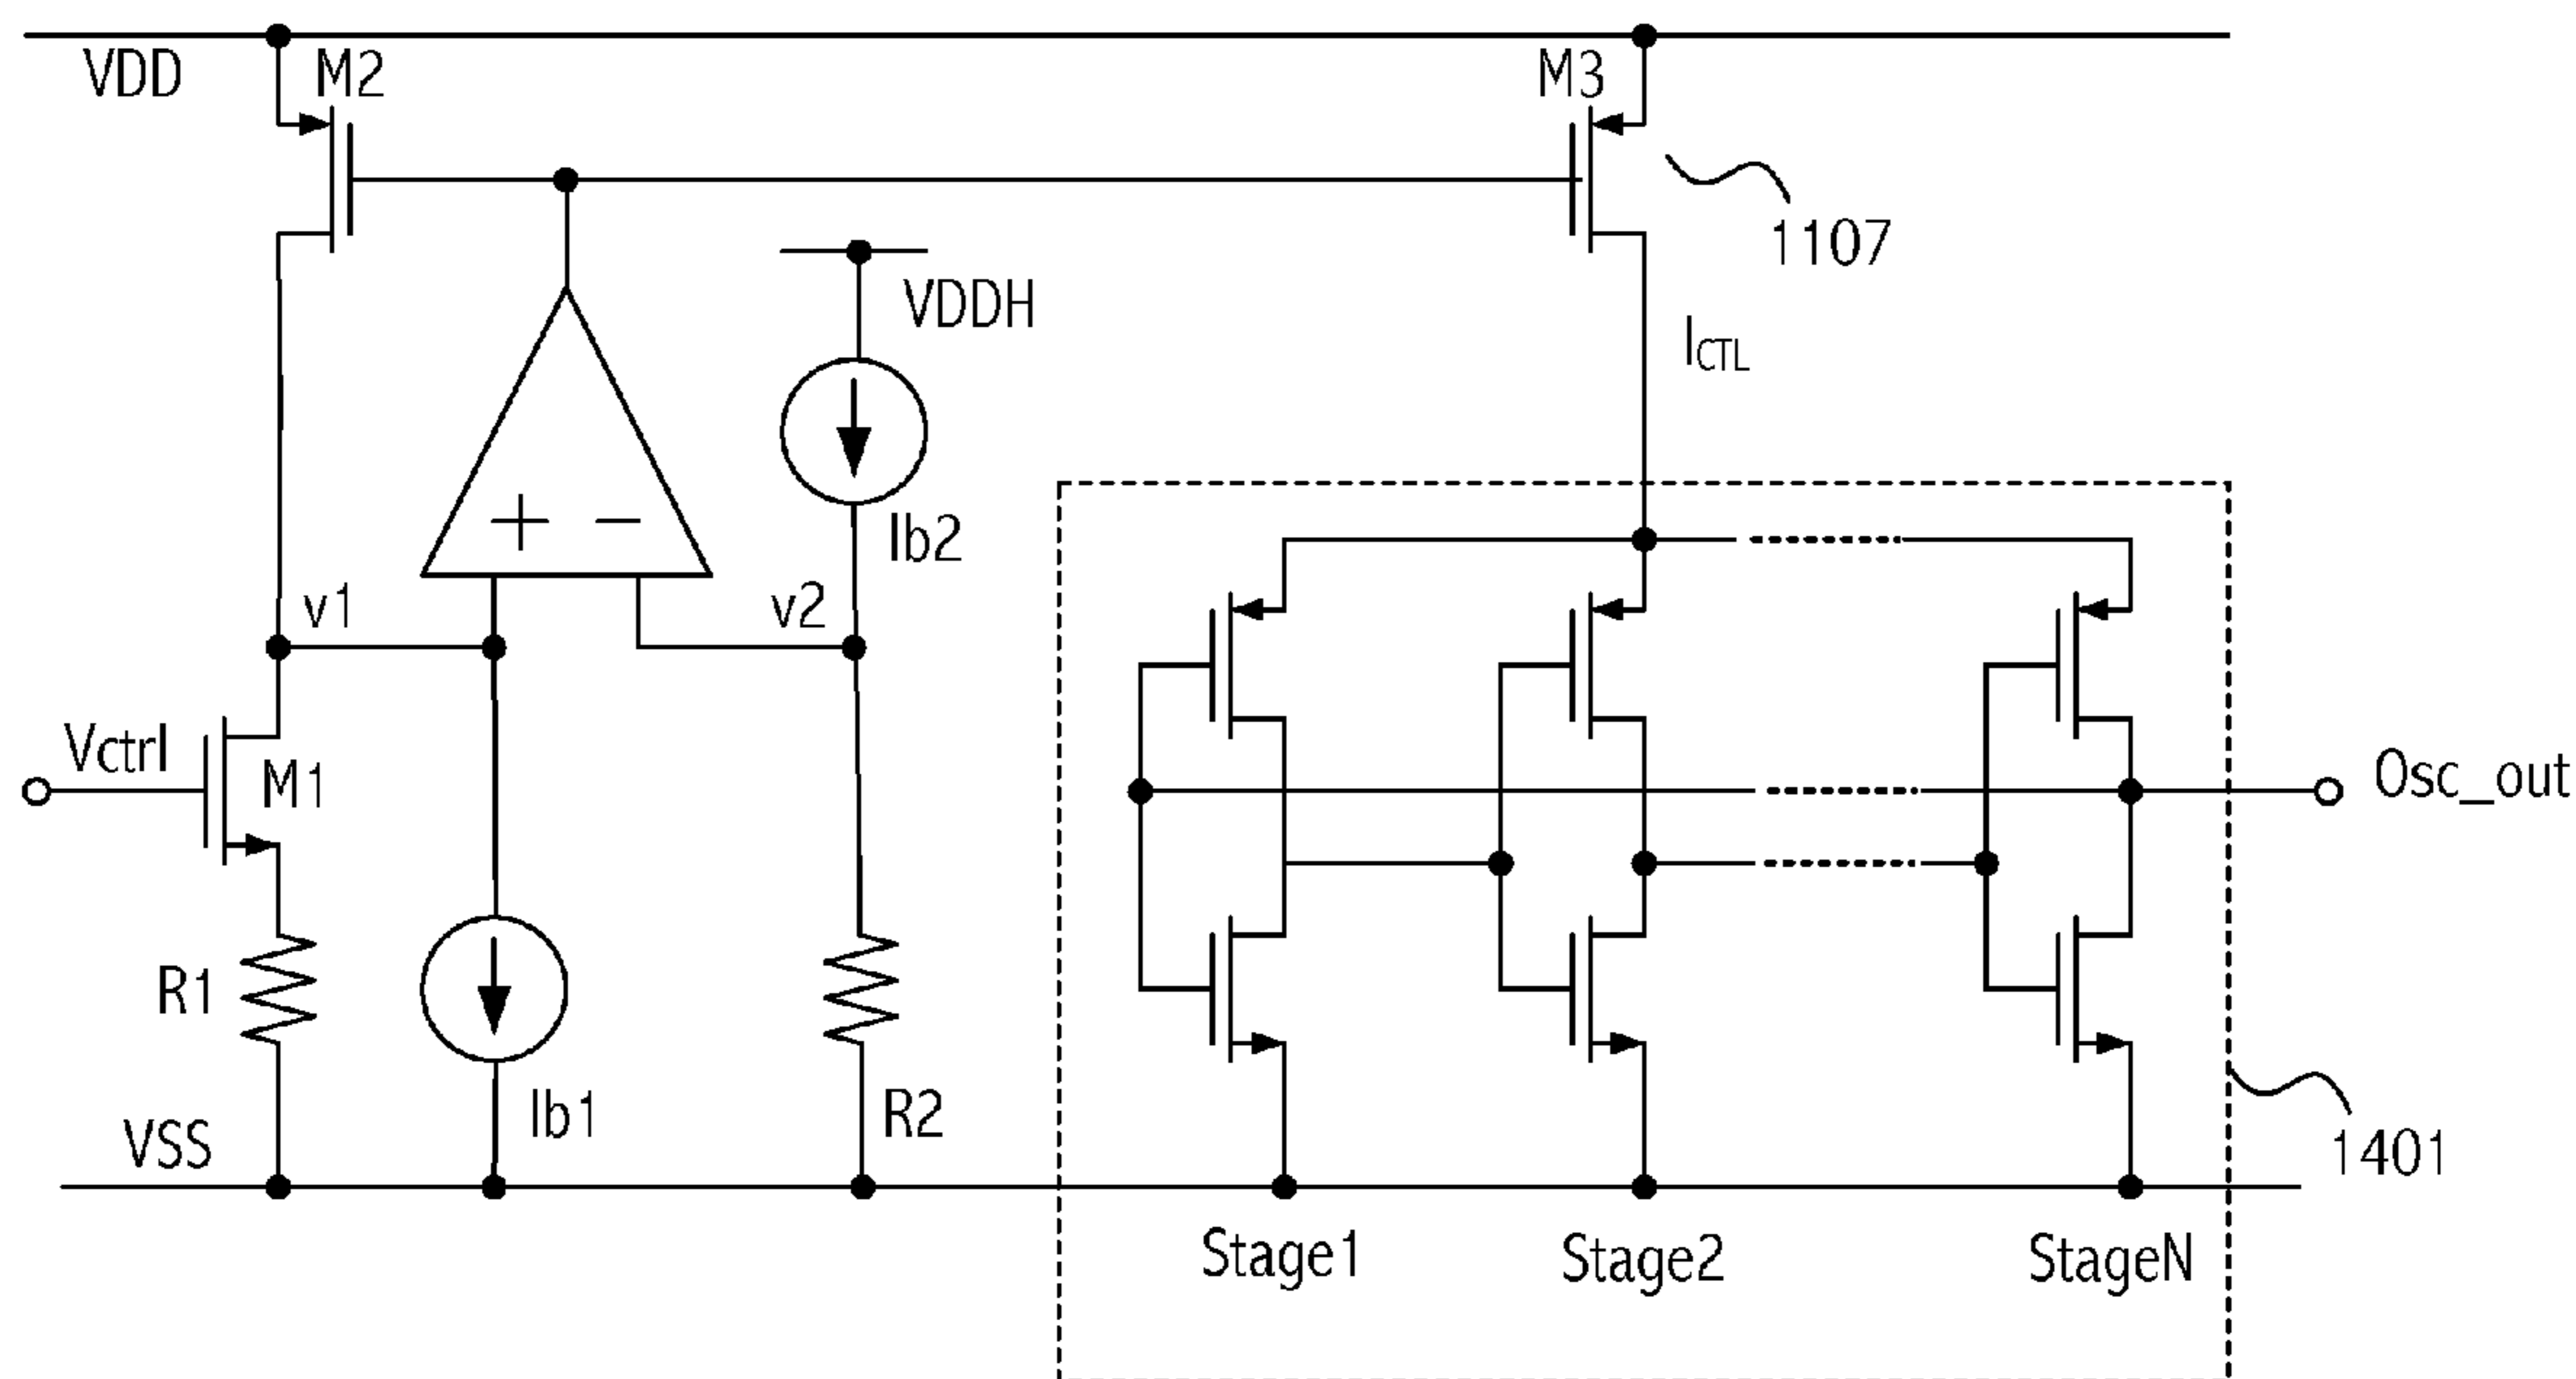 VDD
M2
M3
1107
VDDH
I_CTL
+ −
Ib2
v1
v2
Vctrl
M1
Osc_out
R1
Ib1
R2
VSS
1401
Stage1
Stage2
StageN